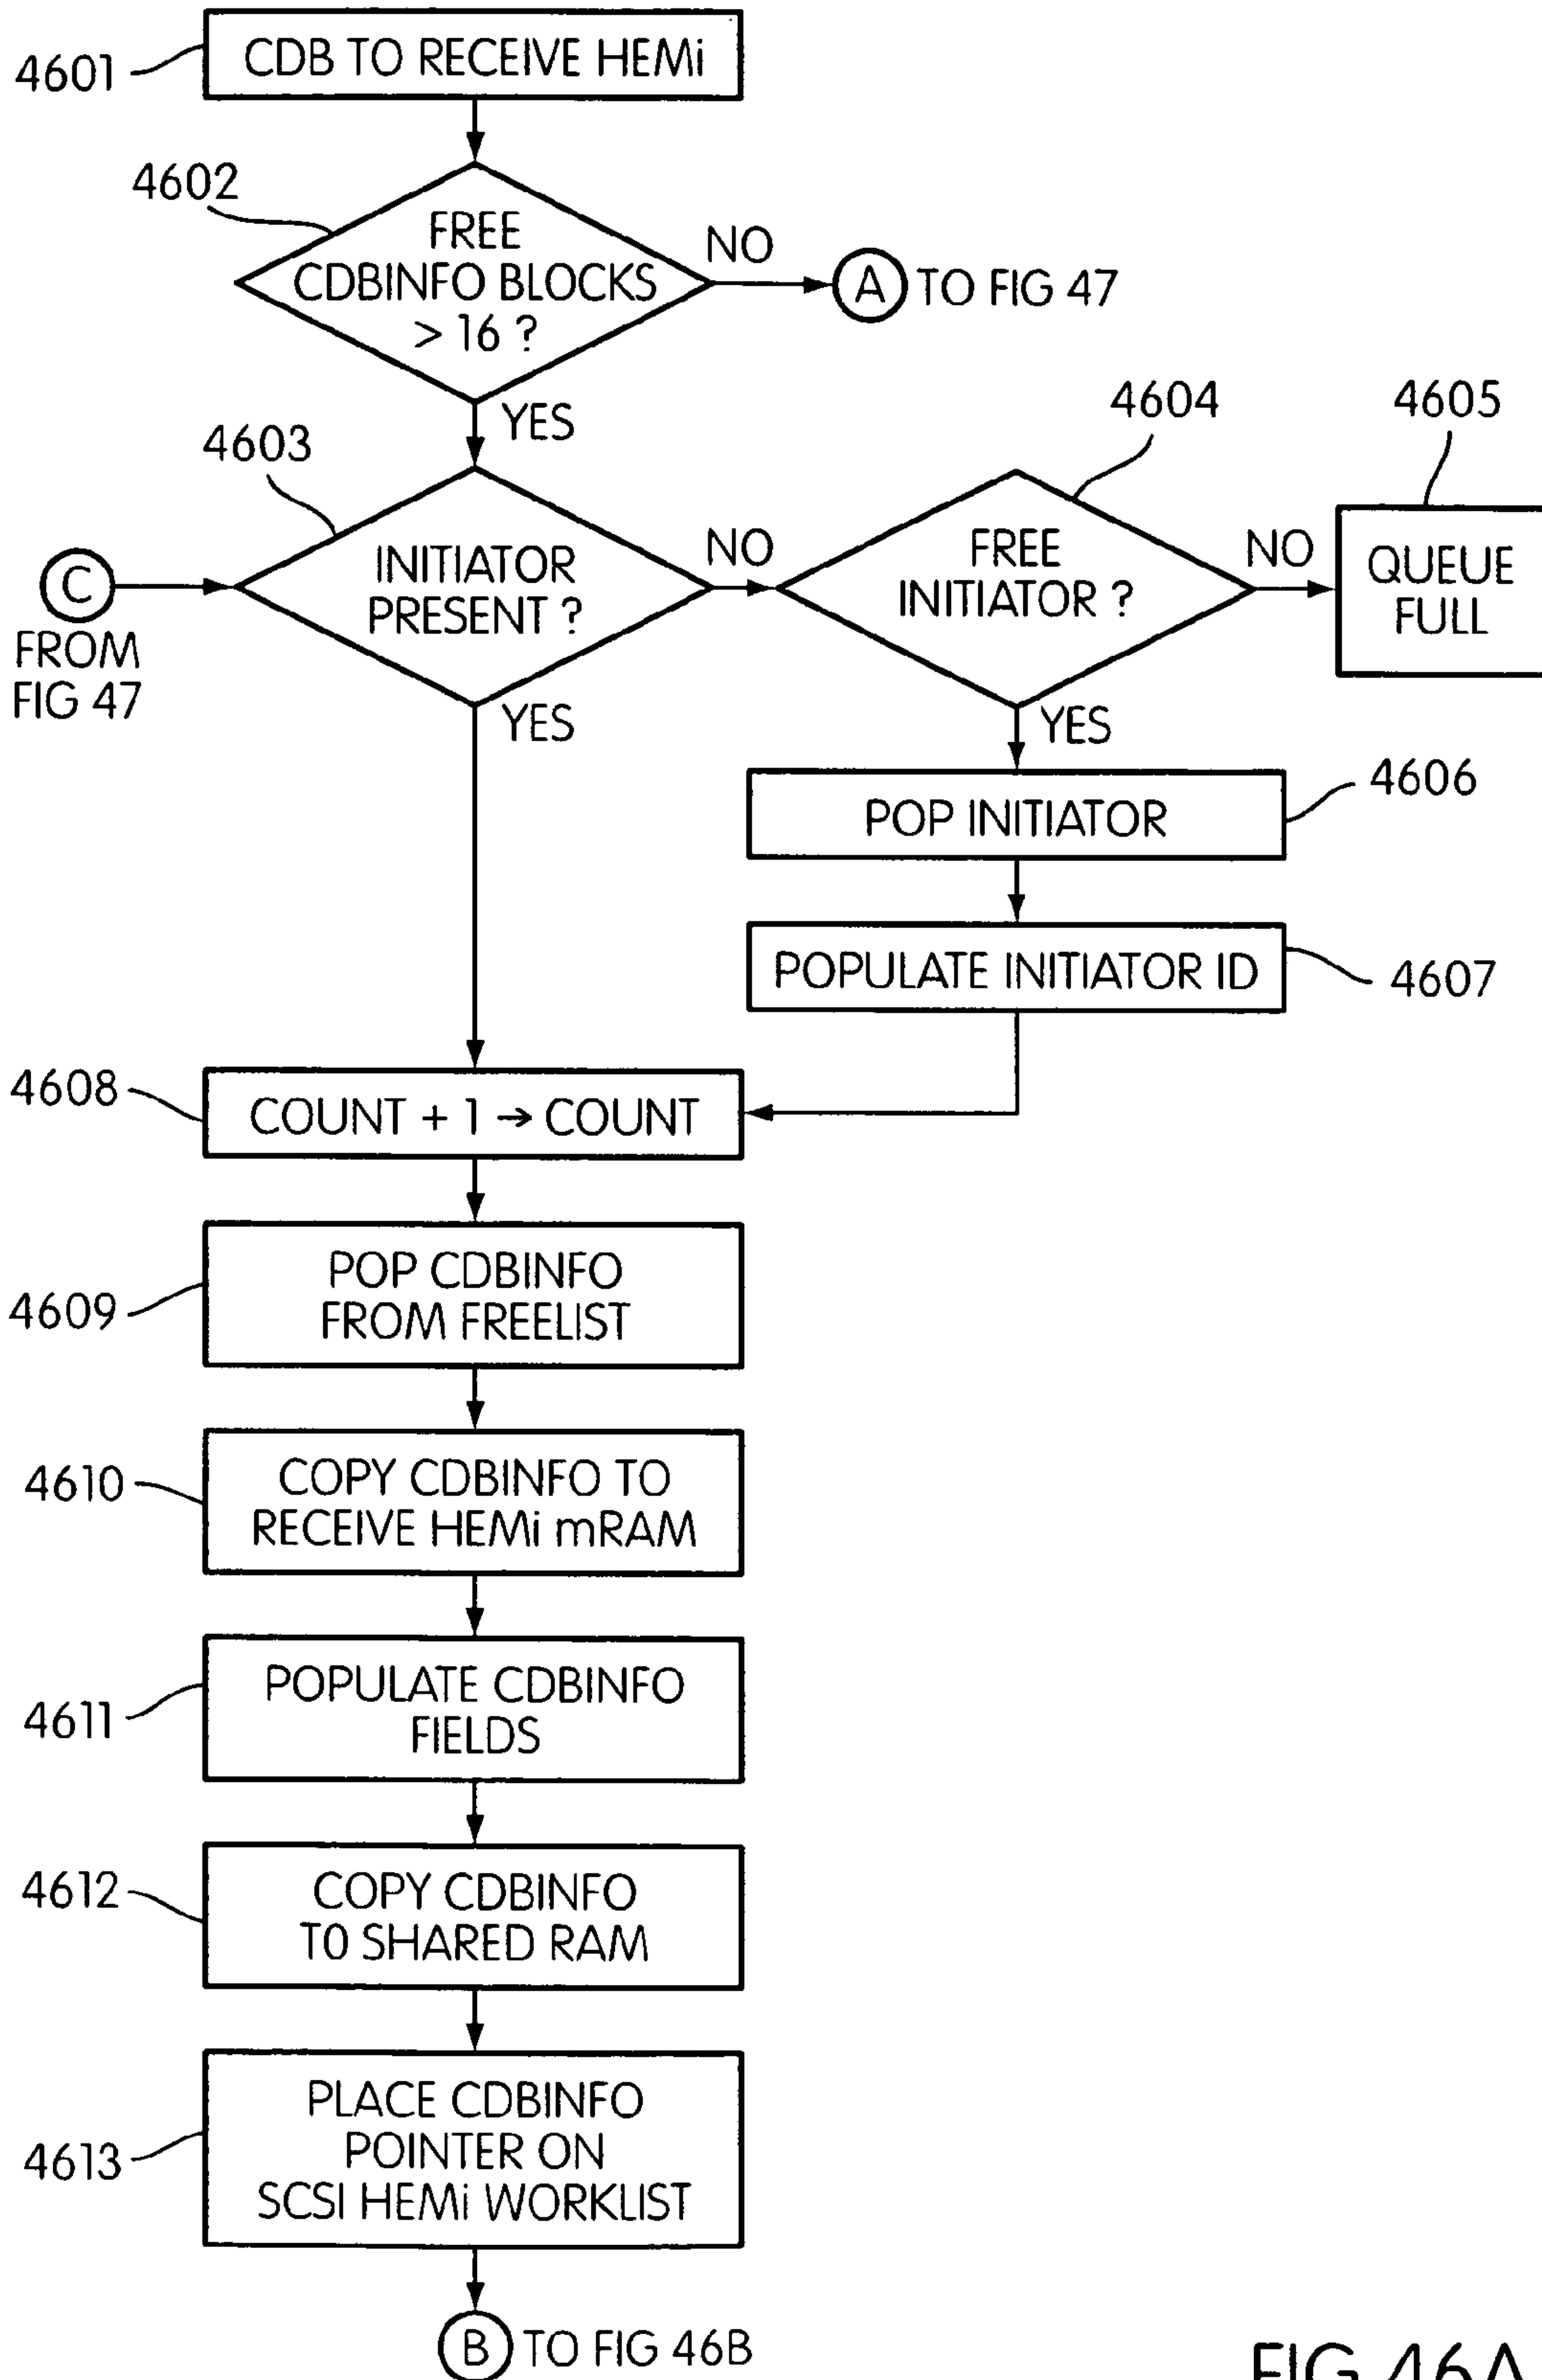 4601
CDB TO RECEIVE HEMi
4602
FREE
CDBINFO BLOCKS
> 16 ?
NO
A
TO FIG 47
YES
4603
C
FROM
FIG 47
INITIATOR
PRESENT ?
NO
4604
FREE
INITIATOR ?
NO
4605
QUEUE
FULL
YES
YES
4606
POP INITIATOR
POPULATE INITIATOR ID
4607
4608
COUNT + 1 → COUNT
4609
POP CDBINFO
FROM FREELIST
4610
COPY CDBINFO TO
RECEIVE HEMi mRAM
4611
POPULATE CDBINFO
FIELDS
4612
COPY CDBINFO
TO SHARED RAM
4613
PLACE CDBINFO
POINTER ON
SCSI HEMi WORKLIST
B
TO FIG 46B
FIG 46A